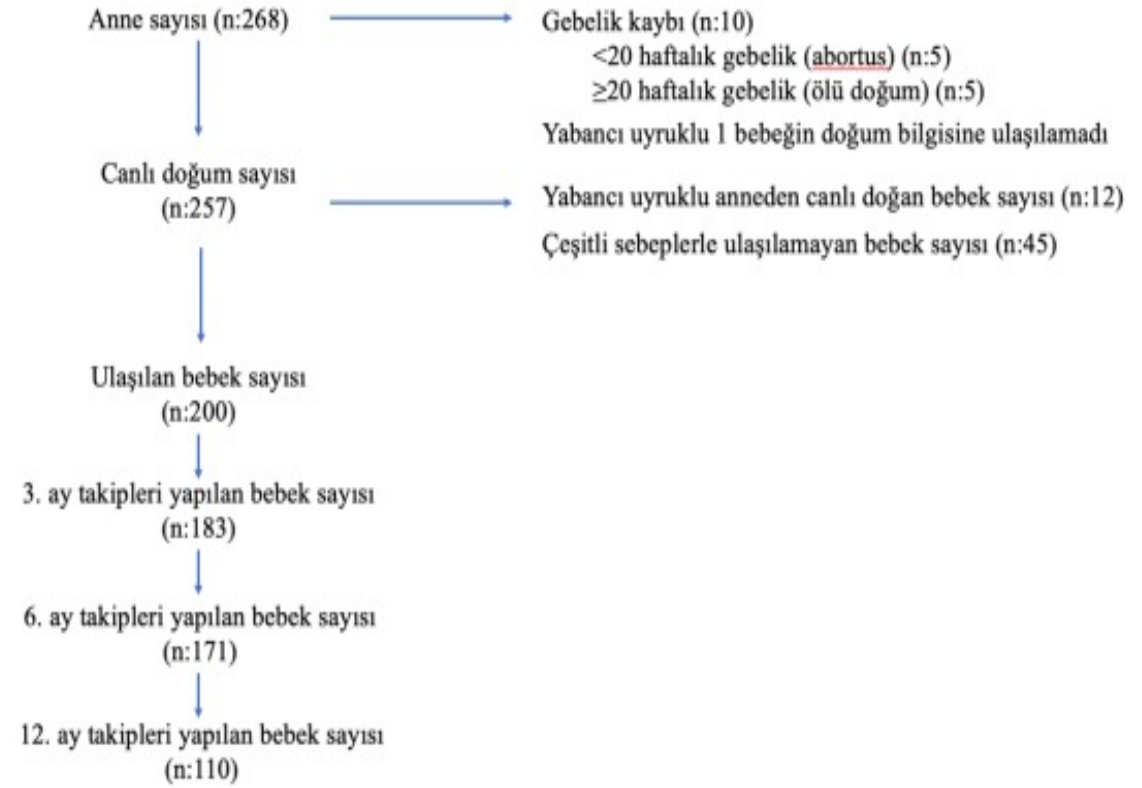 Anne sayısı (n:268)
Gebelik kaybı (n:10)
<20 haftalık gebelik (abortus) (n:5)
≥20 haftalık gebelik (ölü doğum) (n:5)
Yabancı uyruklu 1 bebeğin doğum bilgisine ulaşılamadı
Canlı doğum sayısı
(n:257)
Yabancı uyruklu anneden canlı doğan bebek sayısı (n:12)
Çeşitli sebeplerle ulaşılamayan bebek sayısı (n:45)
Ulaşılan bebek sayısı
(n:200)
3. ay takipleri yapılan bebek sayısı
(n:183)
6. ay takipleri yapılan bebek sayısı
(n:171)
12. ay takipleri yapılan bebek sayısı
(n:110)